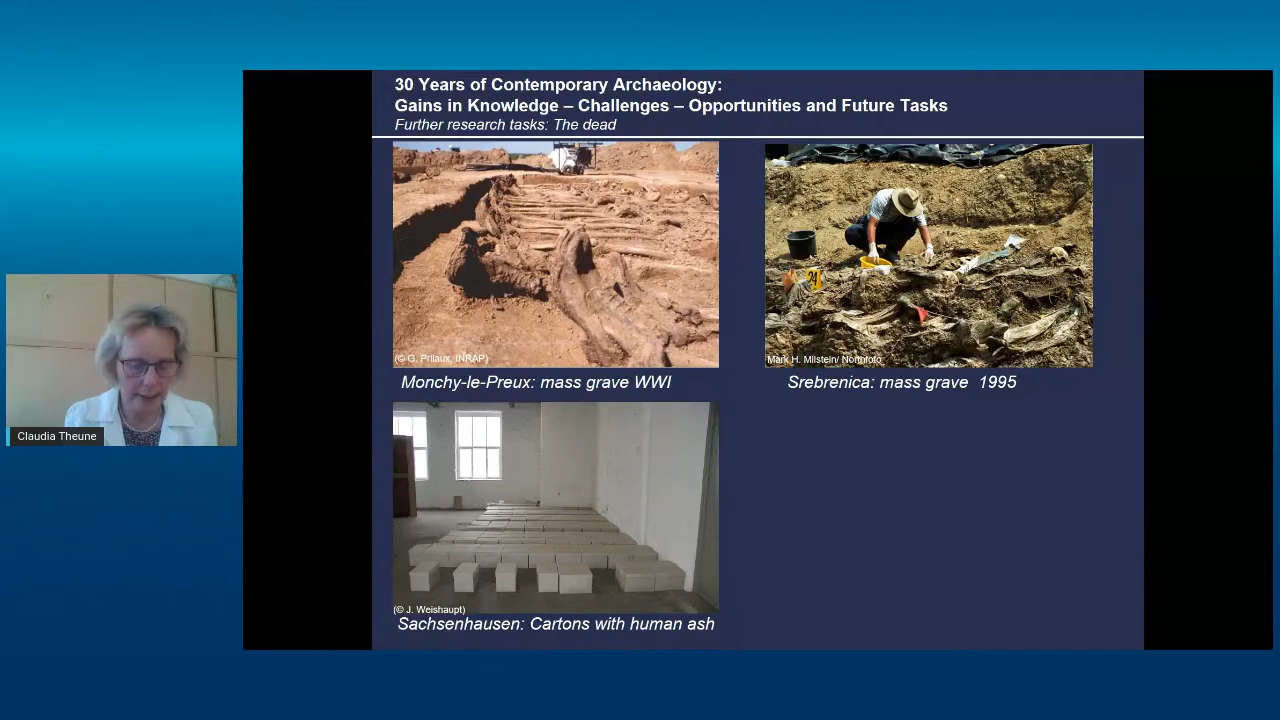 30 Years of Contemporary Archaeology:
Gains in Knowledge – Challenges – Opportunities and Future Tasks
Further research tasks: The dead
(© G. Prilaux, INRAP)
Mark H. Milstein/ Northfoto
Monchy-le-Preux: mass grave WWI
Srebrenica: mass grave 1995
24
Claudia Theune
(© J. Weishaupt)
Sachsenhausen: Cartons with human ash